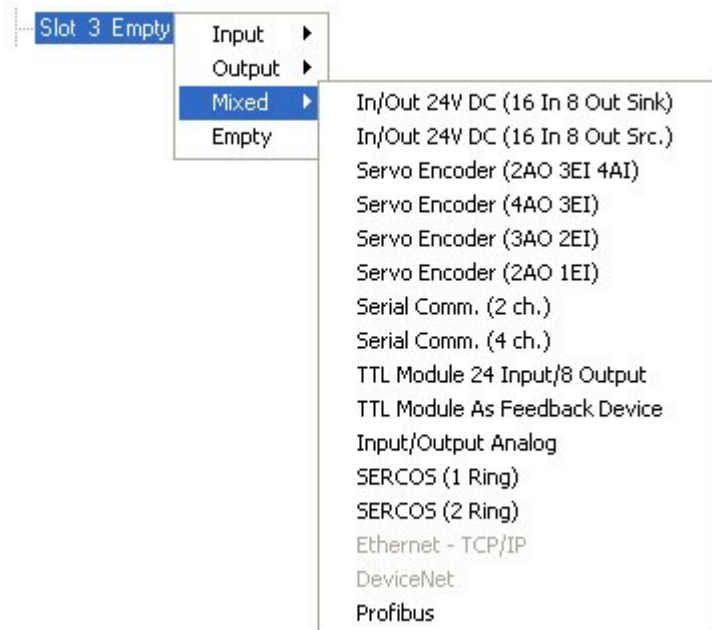 Slot 3 Empty
Input
Output
Mixed
Empty
In/Out 24V DC (16 In 8 Out Sink)
In/Out 24V DC (16 In 8 Out Src.)
Servo Encoder (2AO 3EI 4AI)
Servo Encoder (4AO 3EI)
Servo Encoder (3AO 2EI)
Servo Encoder (2AO 1EI)
Serial Comm. (2 ch.)
Serial Comm. (4 ch.)
TTL Module 24 Input/8 Output
TTL Module As Feedback Device
Input/Output Analog
SERCOS (1 Ring)
SERCOS (2 Ring)
Ethernet - TCP/IP
DeviceNet
Profibus